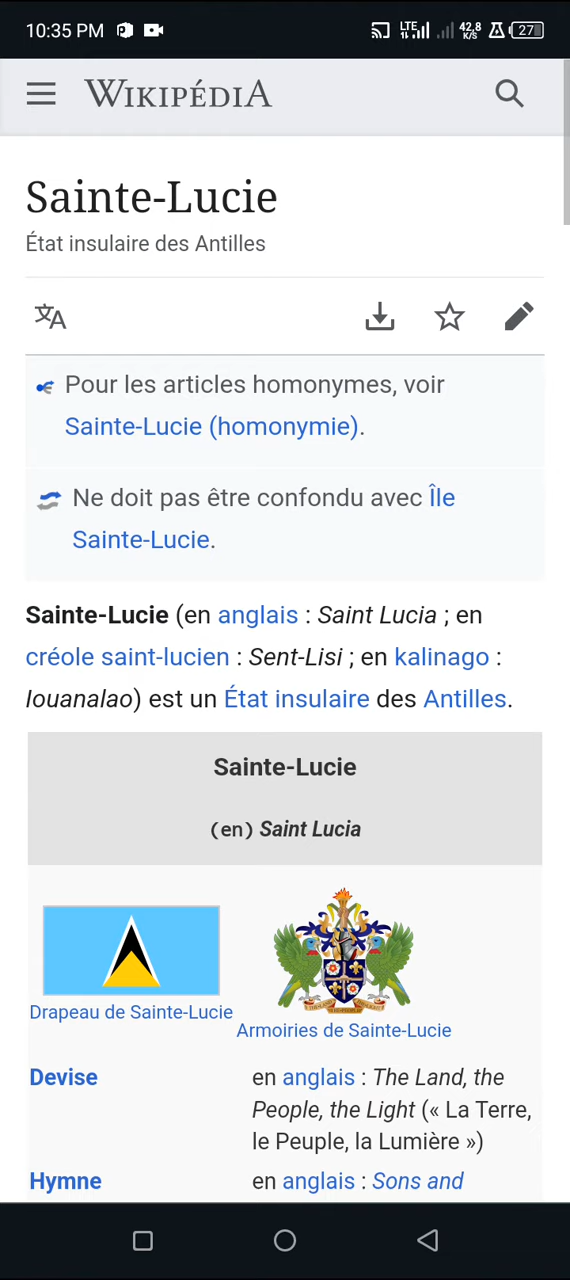 10:35 PM LTE 42,8 K/S 27
WIKIPÉDIA
Sainte-Lucie
État insulaire des Antilles
Pour les articles homonymes, voir
Sainte-Lucie (homonymie).
Ne doit pas être confondu avec Île
Sainte-Lucie.
Sainte-Lucie (en anglais : Saint Lucia ; en
créole saint-lucien : Sent-Lisi ; en kalinago :
Iouanalao) est un État insulaire des Antilles.
Sainte-Lucie
(en) Saint Lucia
Drapeau de Sainte-Lucie
Armoiries de Sainte-Lucie
Devise en anglais : The Land, the
People, the Light (« La Terre,
le Peuple, la Lumière »)
Hymne en anglais : Sons and